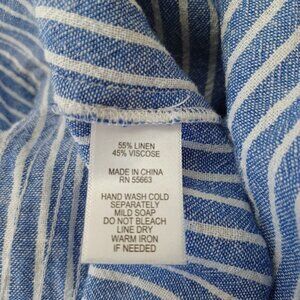 55% LINEN
45% VISCOSE
MADE IN CHINA
RN 55663
HAND WASH COLD
SEPARATELY
MILD SOAP
DO NOT BLEACH
LINE DRY
WARM IRON
IF NEEDED